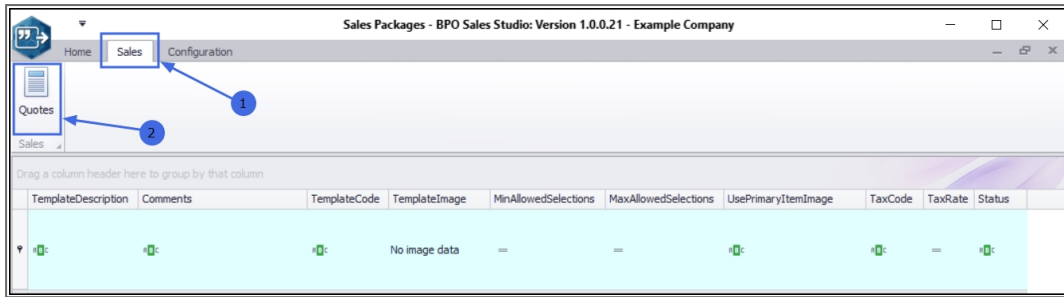 Sales Packages - BPO Sales Studio: Version 1.0.0.21 - Example Company
Home Sales Configuration
1
Quotes
2
Sales
Drag a column header here to group by that column
TemplateDescription Comments TemplateCode TemplateImage MinAllowedSelections MaxAllowedSelections UsePrimaryItemImage TaxCode TaxRate Status
No image data = =  =